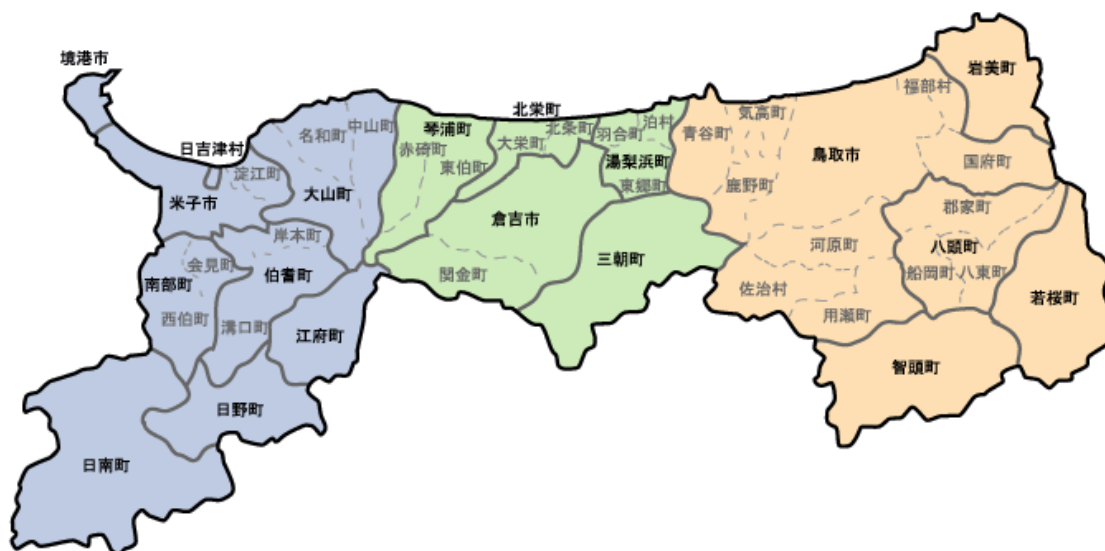 境港市
日吉津村
名和町
中山町
淀江町
米子市
大山町
岸本町
会見町
南部町
伯耆町
西伯町
溝口町
江府町
日野町
日南町
北栄町
琴浦町
赤碕町
東伯町
大栄町
北条町
羽合町
泊村
湯梨浜町
東郷町
倉吉市
三朝町
関金町
岩美町
福部村
気高町
青谷町
鳥取市
国府町
鹿野町
郡家町
河原町
八頭町
船岡町
八東町
佐治村
用瀬町
若桜町
智頭町